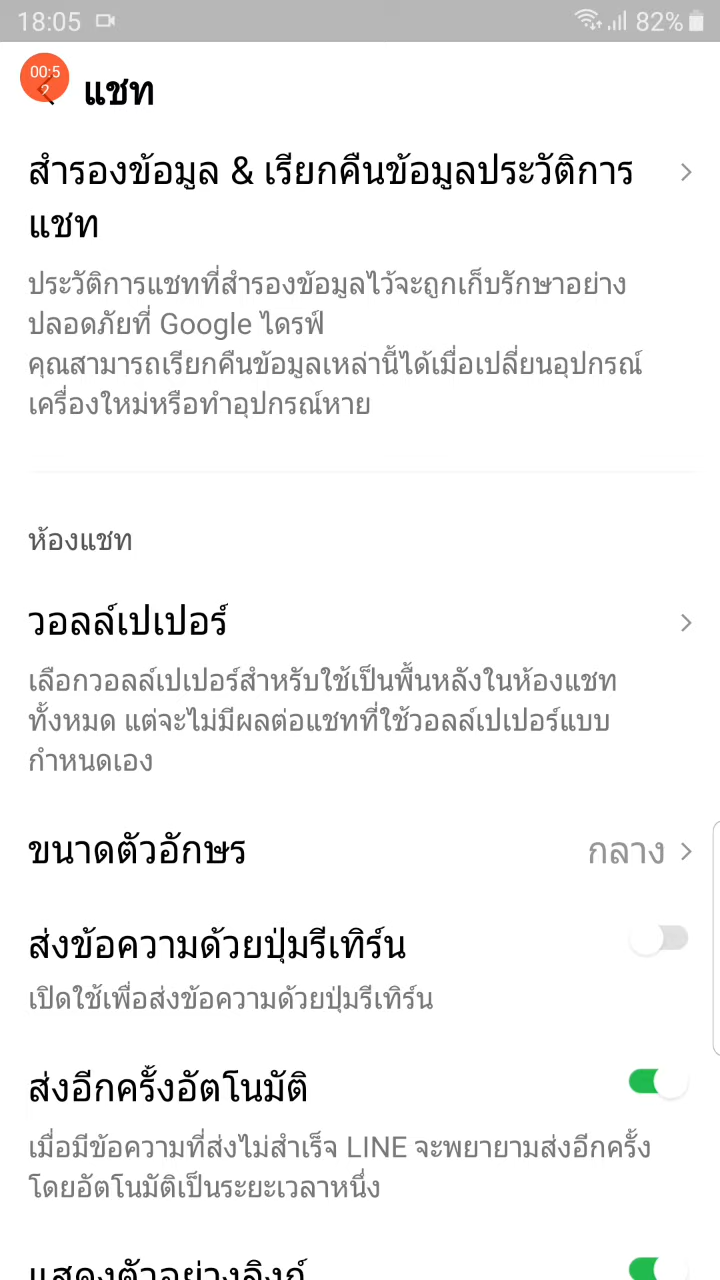 18:05
82%
00:5
2
แชท
สำรองข้อมูล & เรียกคืนข้อมูลประวัติการ
แชท
ประวัติการแชทที่สำรองข้อมูลไว้จะถูกเก็บรักษาอย่าง
ปลอดภัยที่ Google ไดรฟ์
คุณสามารถเรียกคืนข้อมูลเหล่านี้ได้เมื่อเปลี่ยนอุปกรณ์
เครื่องใหม่หรือทำอุปกรณ์หาย
ห้องแชท
วอลล์เปเปอร์
เลือกวอลล์เปเปอร์สำหรับใช้เป็นพื้นหลังในห้องแชท
ทั้งหมด แต่จะไม่มีผลต่อแชทที่ใช้วอลล์เปเปอร์แบบ
กำหนดเอง
ขนาดตัวอักษร
กลาง
ส่งข้อความด้วยปุ่มรีเทิร์น
เปิดใช้เพื่อส่งข้อความด้วยปุ่มรีเทิร์น
ส่งอีกครั้งอัตโนมัติ
เมื่อมีข้อความที่ส่งไม่สำเร็จ LINE จะพยายามส่งอีกครั้ง
โดยอัตโนมัติเป็นระยะเวลาหนึ่ง
แสดงตัวอย่างลิงก์